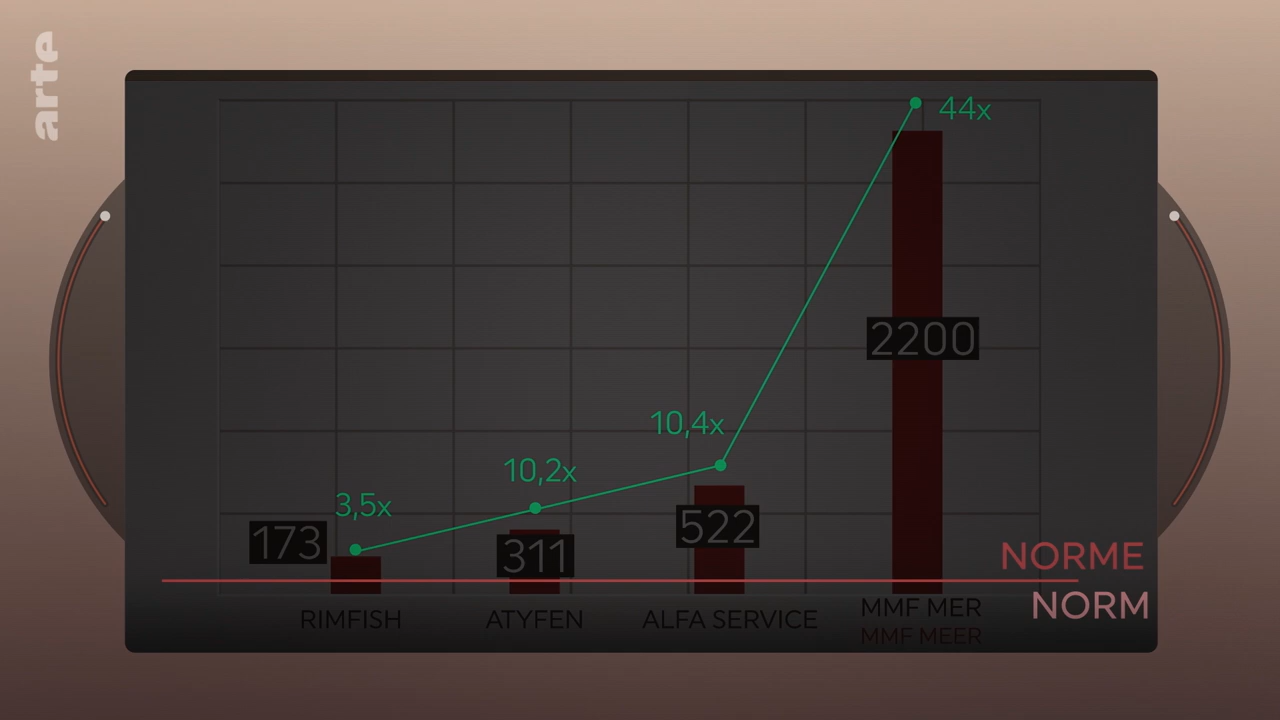 arte
44x
2200
10,4x
10,2x
3,5x
173
311
522
NORME
NORM
RIMFISH
ATYFEN
ALFA SERVICE
MMF MER
MMF MEER